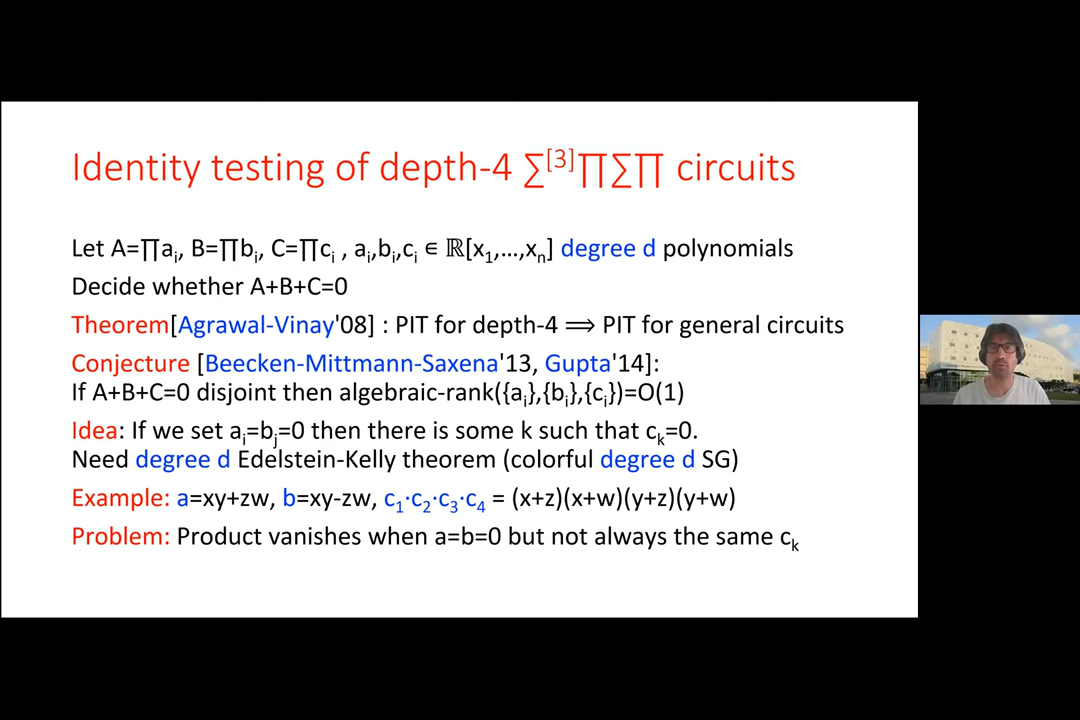 Identity testing of depth-4 ∑^[3]∏∑∏ circuits
Let A=∏aᵢ, B=∏bᵢ, C=∏cᵢ , aᵢ,bᵢ,cᵢ ∈ ℝ[x₁,…,xₙ] degree d polynomials
Decide whether A+B+C=0
Theorem[Agrawal-Vinay'08] : PIT for depth-4 ⟹ PIT for general circuits
Conjecture [Beecken-Mittmann-Saxena'13, Gupta'14]:
If A+B+C=0 disjoint then algebraic-rank({aᵢ},{bᵢ},{cᵢ})=O(1)
Idea: If we set aᵢ=bⱼ=0 then there is some k such that cₖ=0.
Need degree d Edelstein-Kelly theorem (colorful degree d SG)
Example: a=xy+zw, b=xy-zw, c₁·c₂·c₃·c₄ = (x+z)(x+w)(y+z)(y+w)
Problem: Product vanishes when a=b=0 but not always the same cₖ